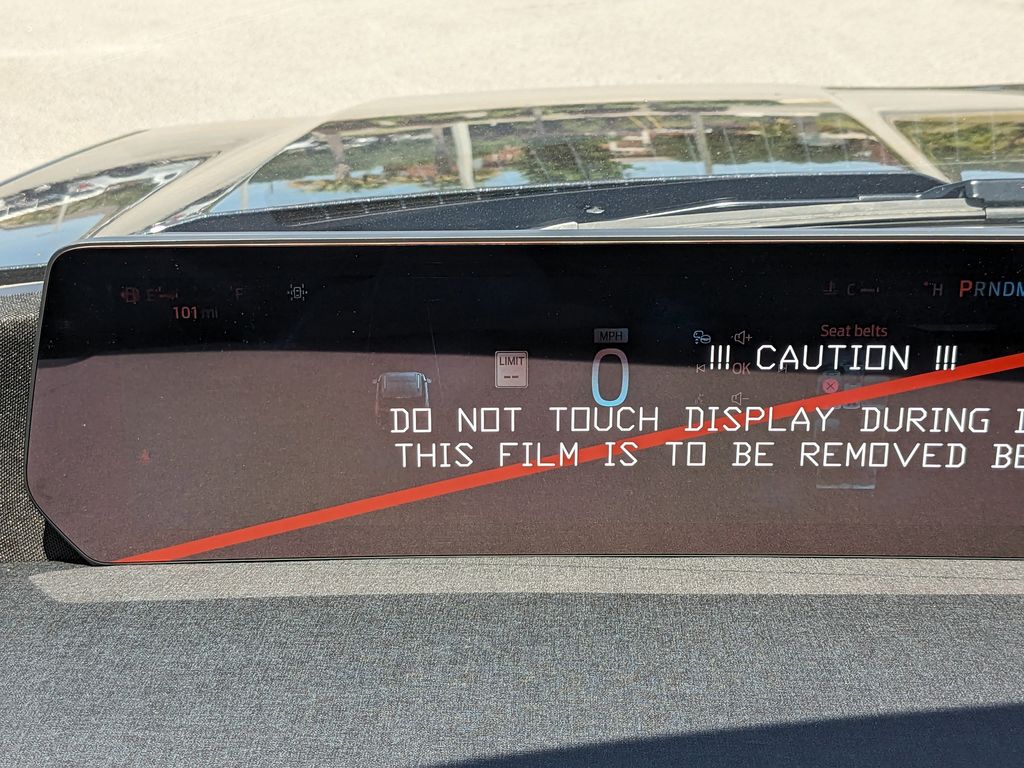 E F
101 mi
C H PRNDM
MPH
LIMIT
--
0
OK
Seat belts
!!! CAUTION !!!
DO NOT TOUCH DISPLAY DURING
THIS FILM IS TO BE REMOVED BE